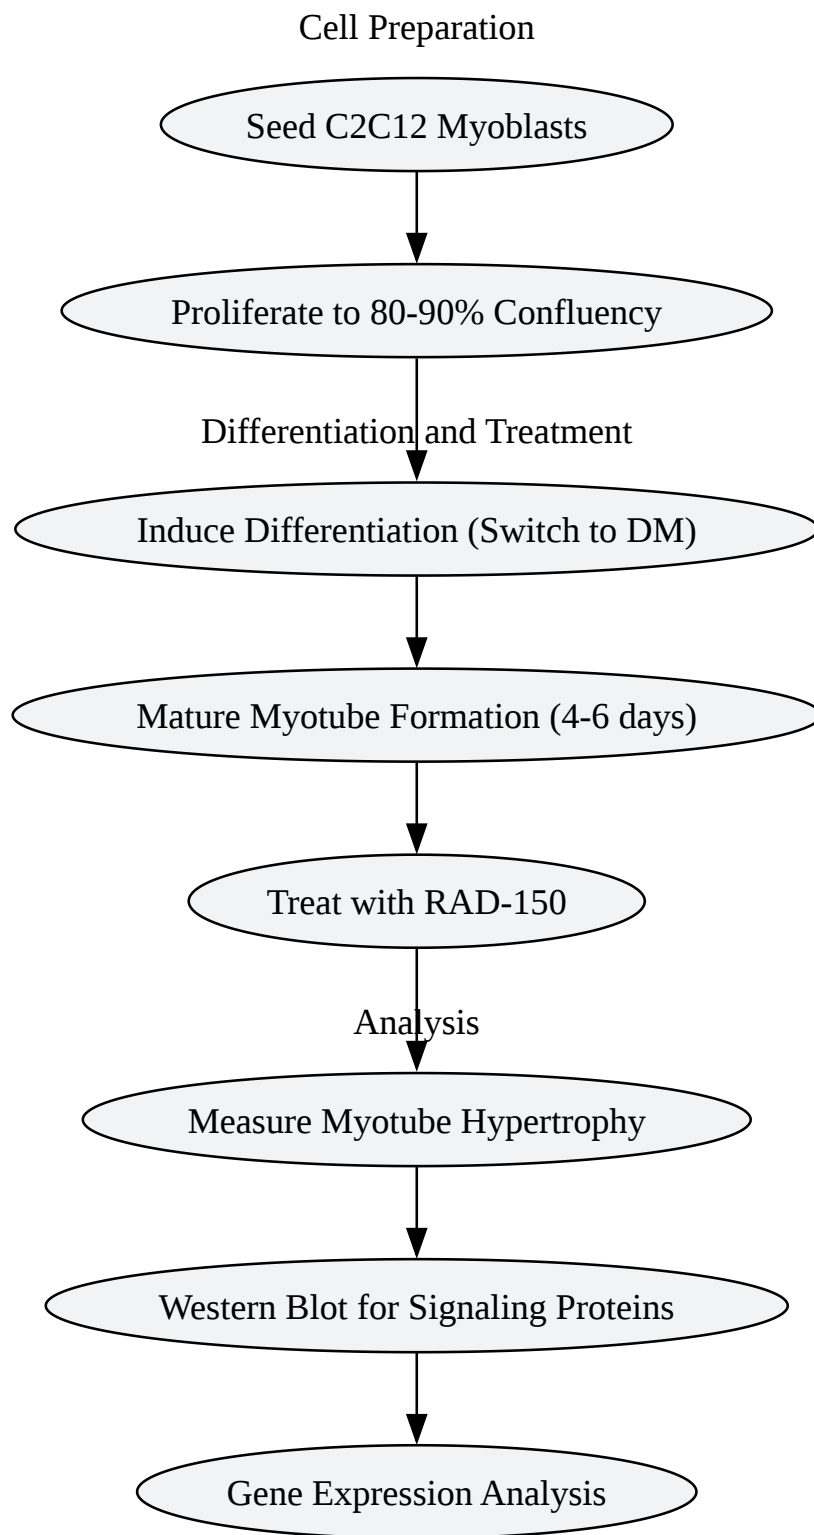 Cell Preparation
Seed C2C12 Myoblasts
Proliferate to 80-90% Confluency
Differentiation and Treatment
Induce Differentiation (Switch to DM)
Mature Myotube Formation (4-6 days)
Treat with RAD-150
Analysis
Measure Myotube Hypertrophy
Western Blot for Signaling Proteins
Gene Expression Analysis